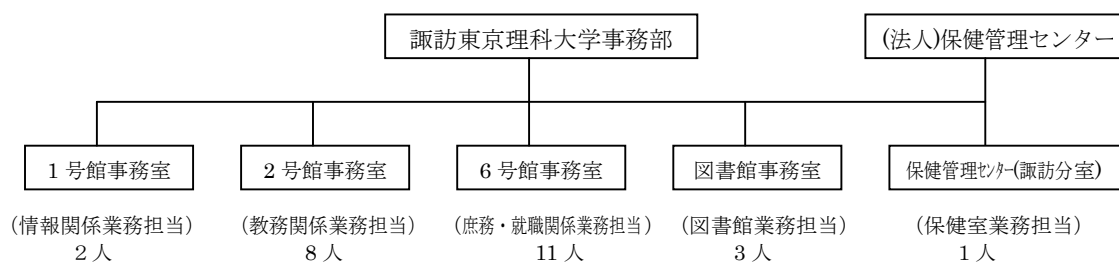 諏訪東京理科大学事務部
(法人)保健管理センター
1号館事務室
2号館事務室
6号館事務室
図書館事務室
保健管理ｾﾝﾀｰ(諏訪分室)
(情報関係業務担当)
(教務関係業務担当)
(庶務・就職関係業務担当)
(図書館業務担当)
(保健室業務担当)
2人
8人
11人
3人
1人